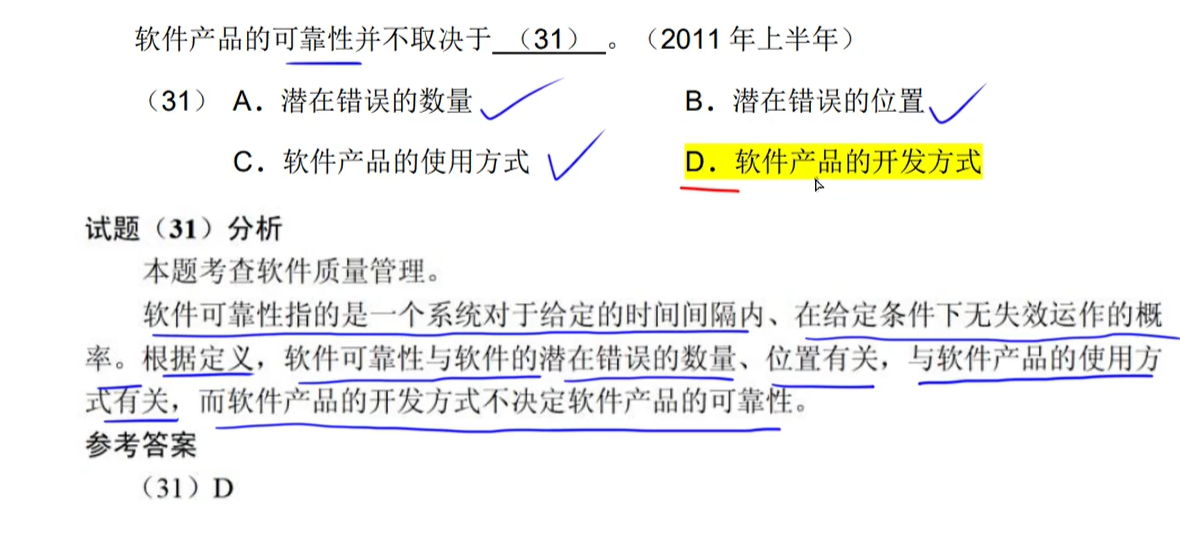 软件产品的可靠性并不取决于（31）。（2011年上半年）
（31） A．潜在错误的数量 B．潜在错误的位置
C．软件产品的使用方式 D．软件产品的开发方式
试题（31）分析
本题考查软件质量管理。
软件可靠性指的是一个系统对于给定的时间间隔内、在给定条件下无失效运作的概
率。根据定义，软件可靠性与软件的潜在错误的数量、位置有关，与软件产品的使用方
式有关，而软件产品的开发方式不决定软件产品的可靠性。
参考答案
（31）D